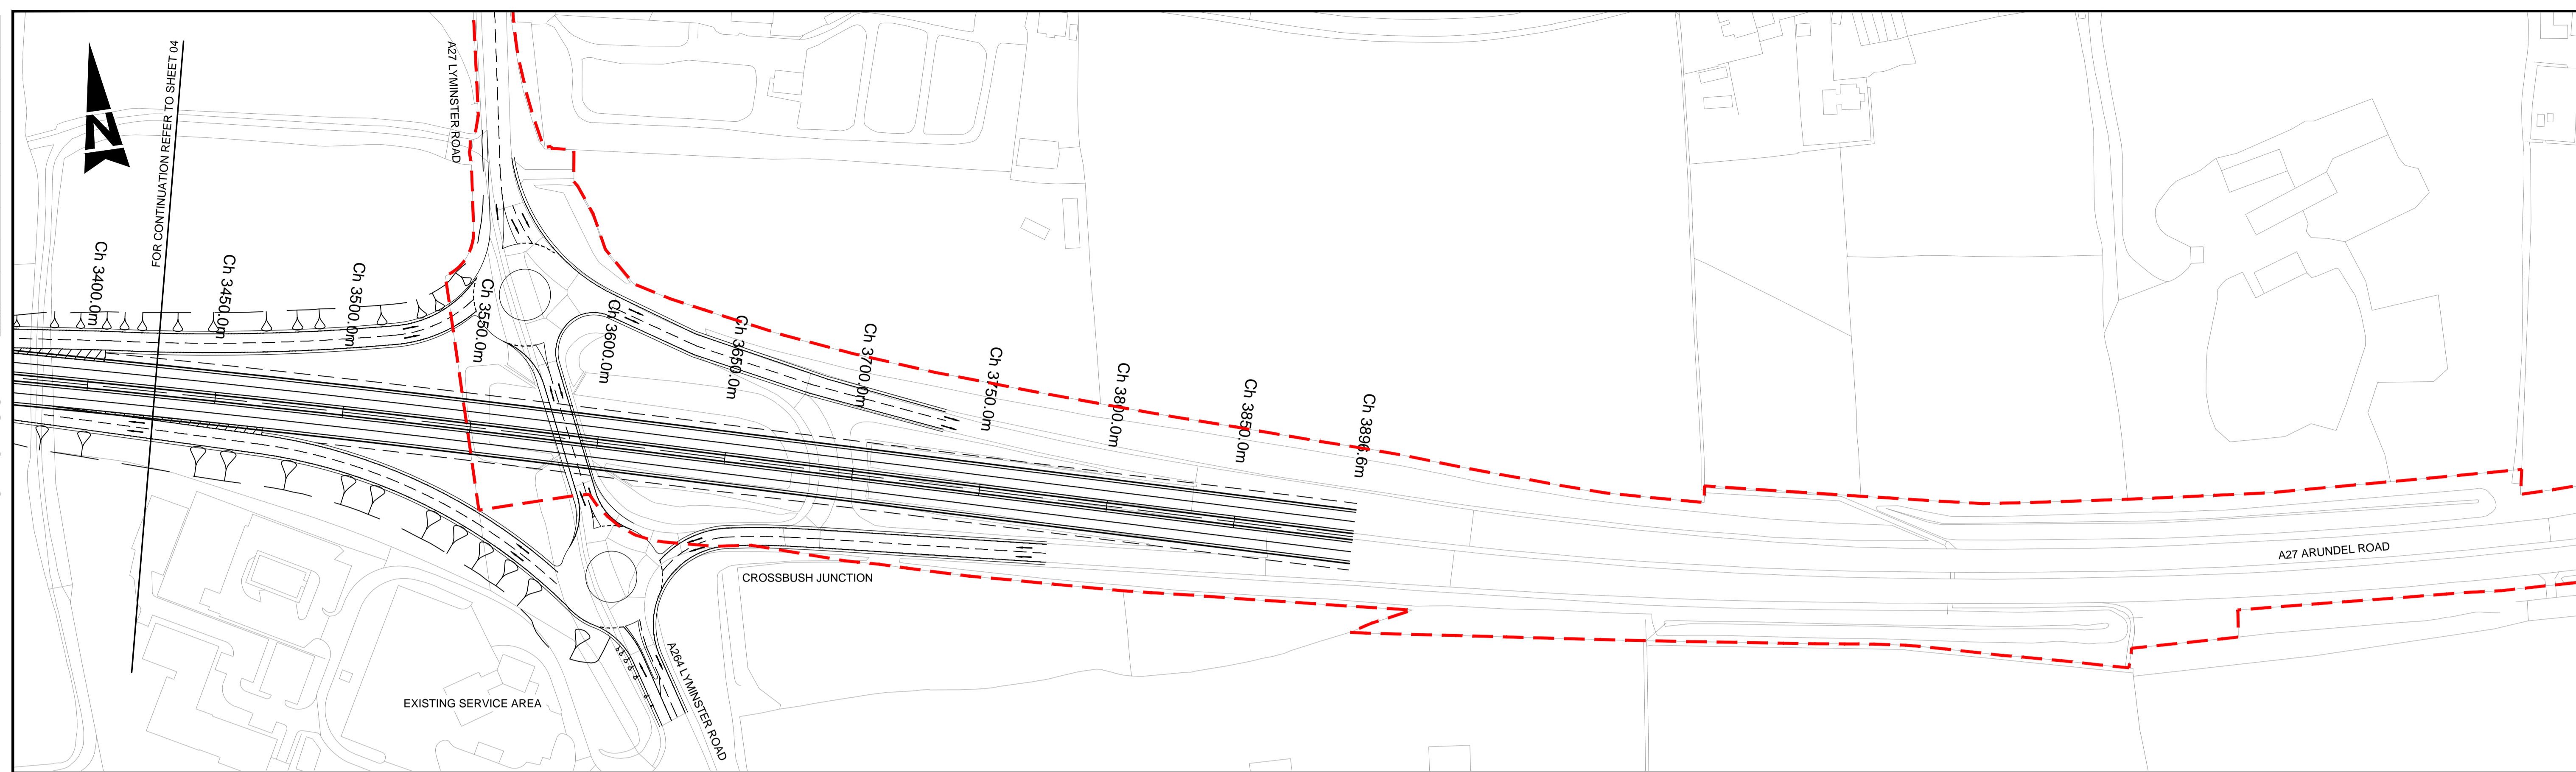 N
FOR CONTINUATION REFER TO SHEET 04
A27 LYMINSTER ROAD
Ch 3400.0m
Ch 3450.0m
Ch 3500.0m
Ch 3550.0m
Ch 3600.0m
Ch 3650.0m
Ch 3700.0m
Ch 3750.0m
Ch 3800.0m
Ch 3850.0m
Ch 3896.6m
A27 ARUNDEL ROAD
CROSSBUSH JUNCTION
A264 LYMINSTER ROAD
EXISTING SERVICE AREA